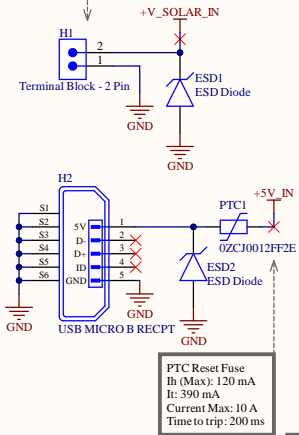 +V_SOLAR_IN
H1
2
1
Terminal Block - 2 Pin
ESD1
ESD Diode
GND
GND
H2
S1
S2
S3
S4
S5
S6
5V
D-
D+
ID
GND
1
2
3
4
5
PTC1
+5V_IN
0ZCJ0012FF2E
ESD2
ESD Diode
GND
GND
GND
USB MICRO B RECPT
PTC Reset Fuse
Ih (Max): 120 mA
It: 390 mA
Current Max: 10 A
Time to trip: 200 ms